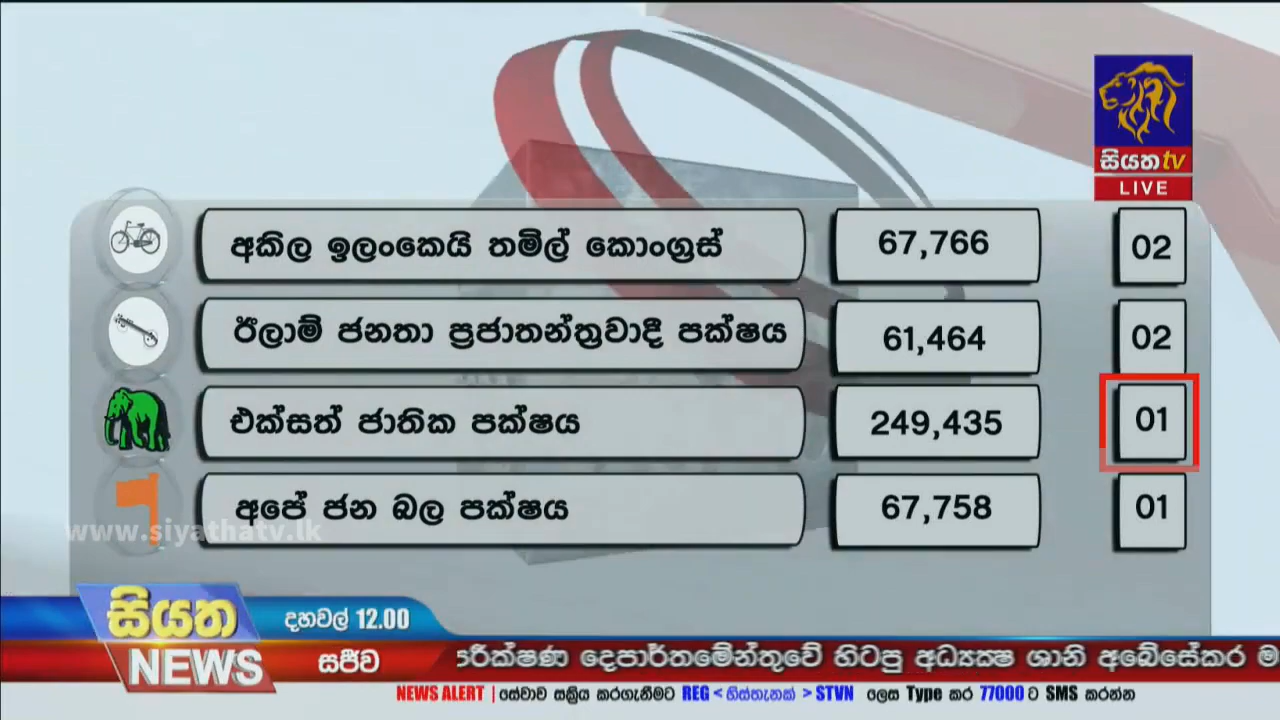 සියත tv
LIVE
අකිල ඉලංකෙයි තමිල් කොංග්‍රස් 67,766 02
ඊලාම් ජනතා ප්‍රජාතන්ත්‍රවාදී පක්ෂය 61,464 02
එක්සත් ජාතික පක්ෂය 249,435 01
අපේ ජන බල පක්ෂය 67,758 01
www.siyathatv.lk
සියත දහවල් 12.00
NEWS සජීව පරීක්ෂණ දෙපාර්තමේන්තුවේ හිටපු අධ්‍යක්ෂ ශානි අබේසේකර
NEWS ALERT | සේවාව සක්‍රිය කරගැනීමට REG < හිස්තැනක් > STVN ලෙස Type කර 77000 ට SMS කරන්න